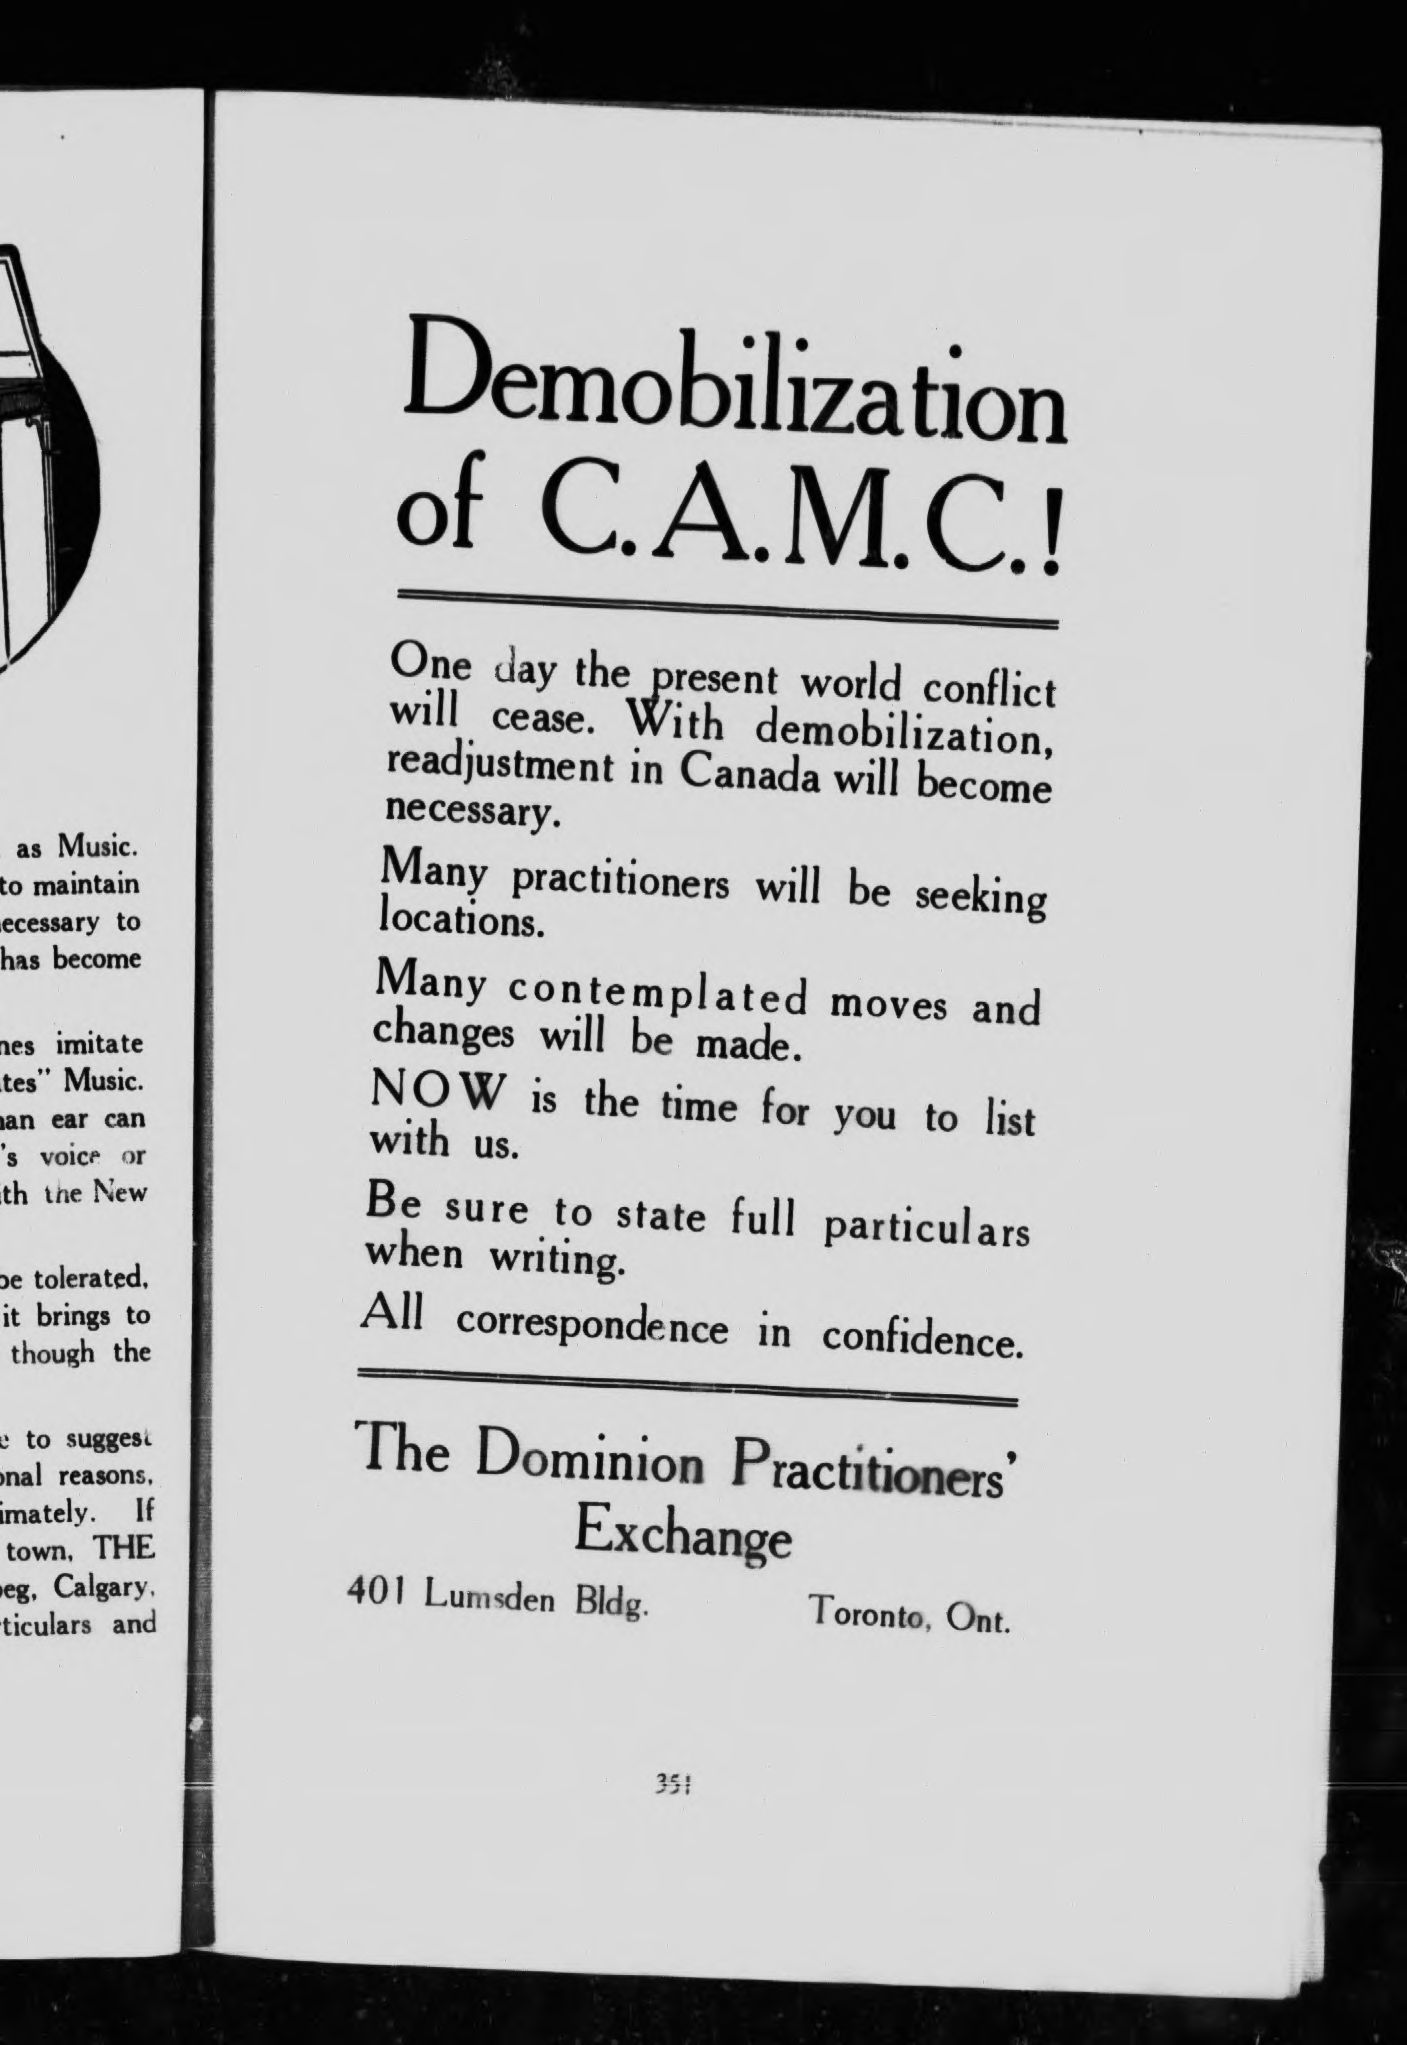 as Music.
to maintain
necessary to
has become
imitate
Music.
ear can
's voice or
the New
be tolerated,
it brings to
though the
to suggest
reasons,
If
town, THE
Calgary,
and
Demobilization
of C.A.M.C.!
One day the present world conflict
will cease. With demobilization,
readjustment in Canada will become
necessary.
Many practitioners will be seeking
locations.
Many contemplated moves and
changes will be made.
NOW is the time for you to list
with us.
Be sure to state full particulars
when writing.
All correspondence in confidence.
The Dominion Practitioners'
Exchange
401 Lumsden Bldg. Toronto, Ont.
351